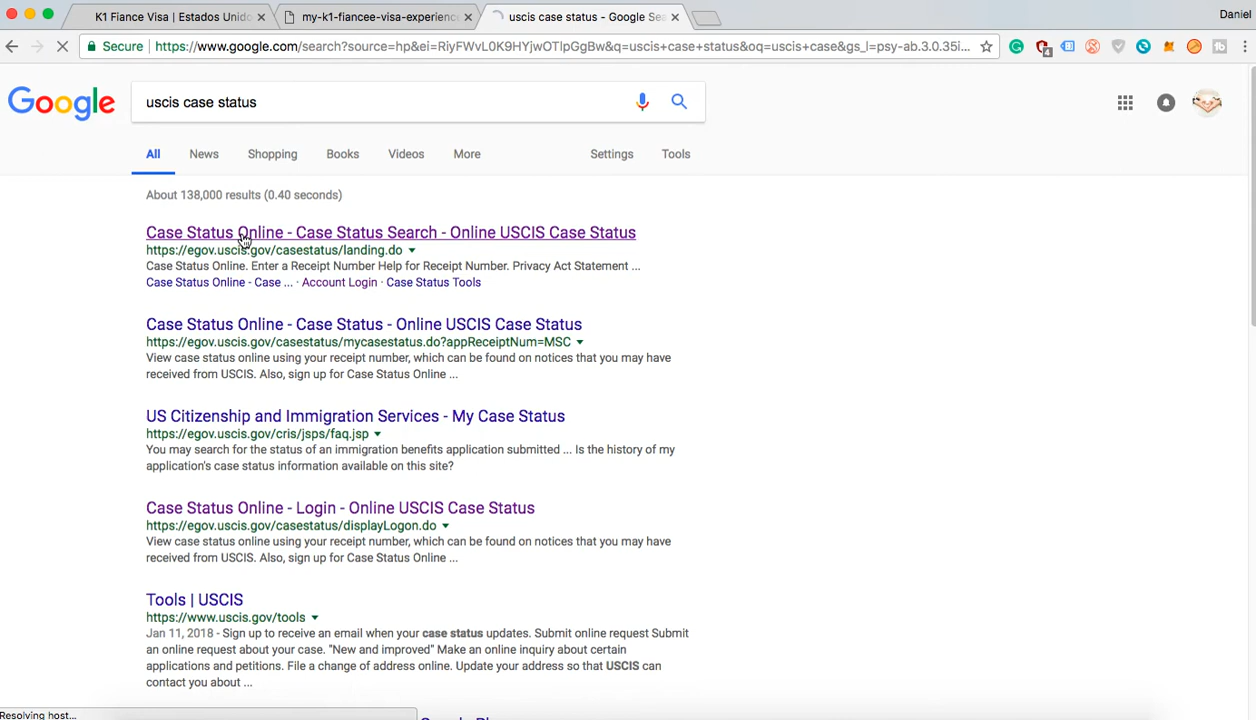 K1 Fiance Visa | Estados Unido
my-k1-fiancee-visa-experience
uscis case status - Google Sea
Daniel
Secure
https://www.google.com/search?source=hp&ei=RiyFWvL0K9HYjwOTlpGgBw&q=uscis+case+status&oq=uscis+case&gs_l=psy-ab.3.0.35i...
4
Google
uscis case status
All News Shopping Books Videos More Settings Tools
About 138,000 results (0.40 seconds)
Case Status Online - Case Status Search - Online USCIS Case Status
https://egov.uscis.gov/casestatus/landing.do
Case Status Online. Enter a Receipt Number Help for Receipt Number. Privacy Act Statement ...
Case Status Online - Case ... · Account Login · Case Status Tools
Case Status Online - Case Status - Online USCIS Case Status
https://egov.uscis.gov/casestatus/mycasestatus.do?appReceiptNum=MSC
View case status online using your receipt number, which can be found on notices that you may have
received from USCIS. Also, sign up for Case Status Online ...
US Citizenship and Immigration Services - My Case Status
https://egov.uscis.gov/cris/jsps/faq.jsp
You may search for the status of an immigration benefits application submitted ... Is the history of my
application's case status information available on this site?
Case Status Online - Login - Online USCIS Case Status
https://egov.uscis.gov/casestatus/displayLogon.do
View case status online using your receipt number, which can be found on notices that you may have
received from USCIS. Also, sign up for Case Status Online ...
Tools | USCIS
https://www.uscis.gov/tools
Jan 11, 2018 - Sign up to receive an email when your case status updates. Submit online request Submit
an online request about your case. "New and improved" Make an online inquiry about certain
applications and petitions. File a change of address online. Update your address so that USCIS can
contact you about ...
Resolving host...